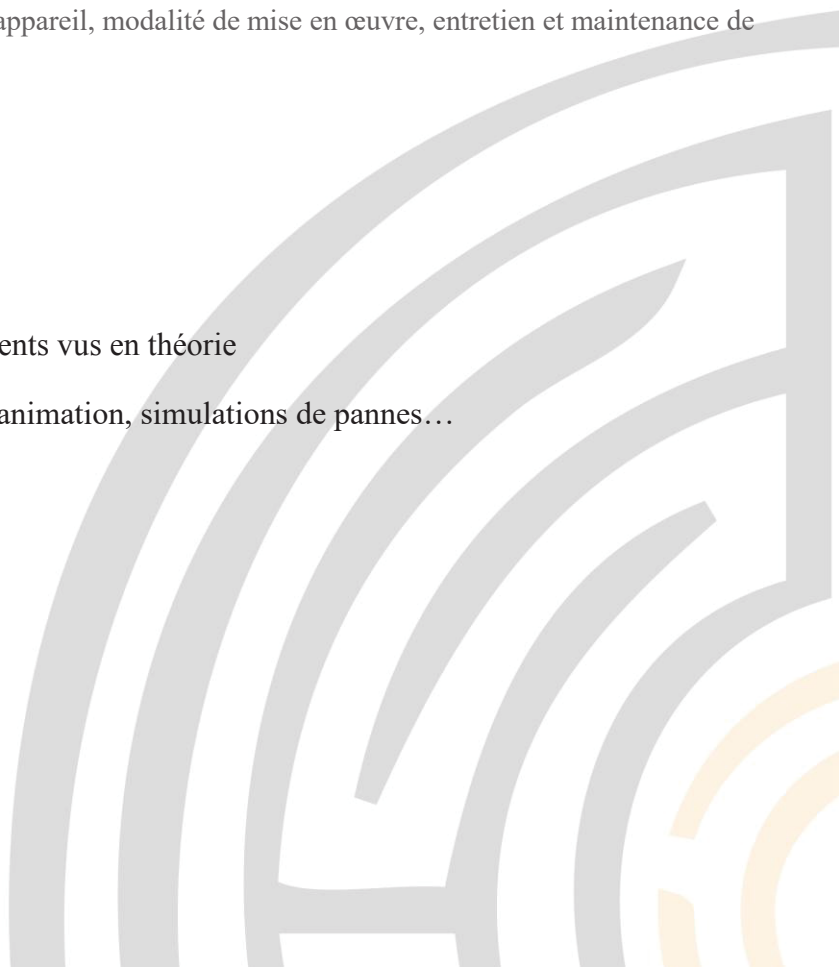 appareil, modalité de mise en œuvre, entretien et maintenance de
ents vus en théorie
animation, simulations de pannes…